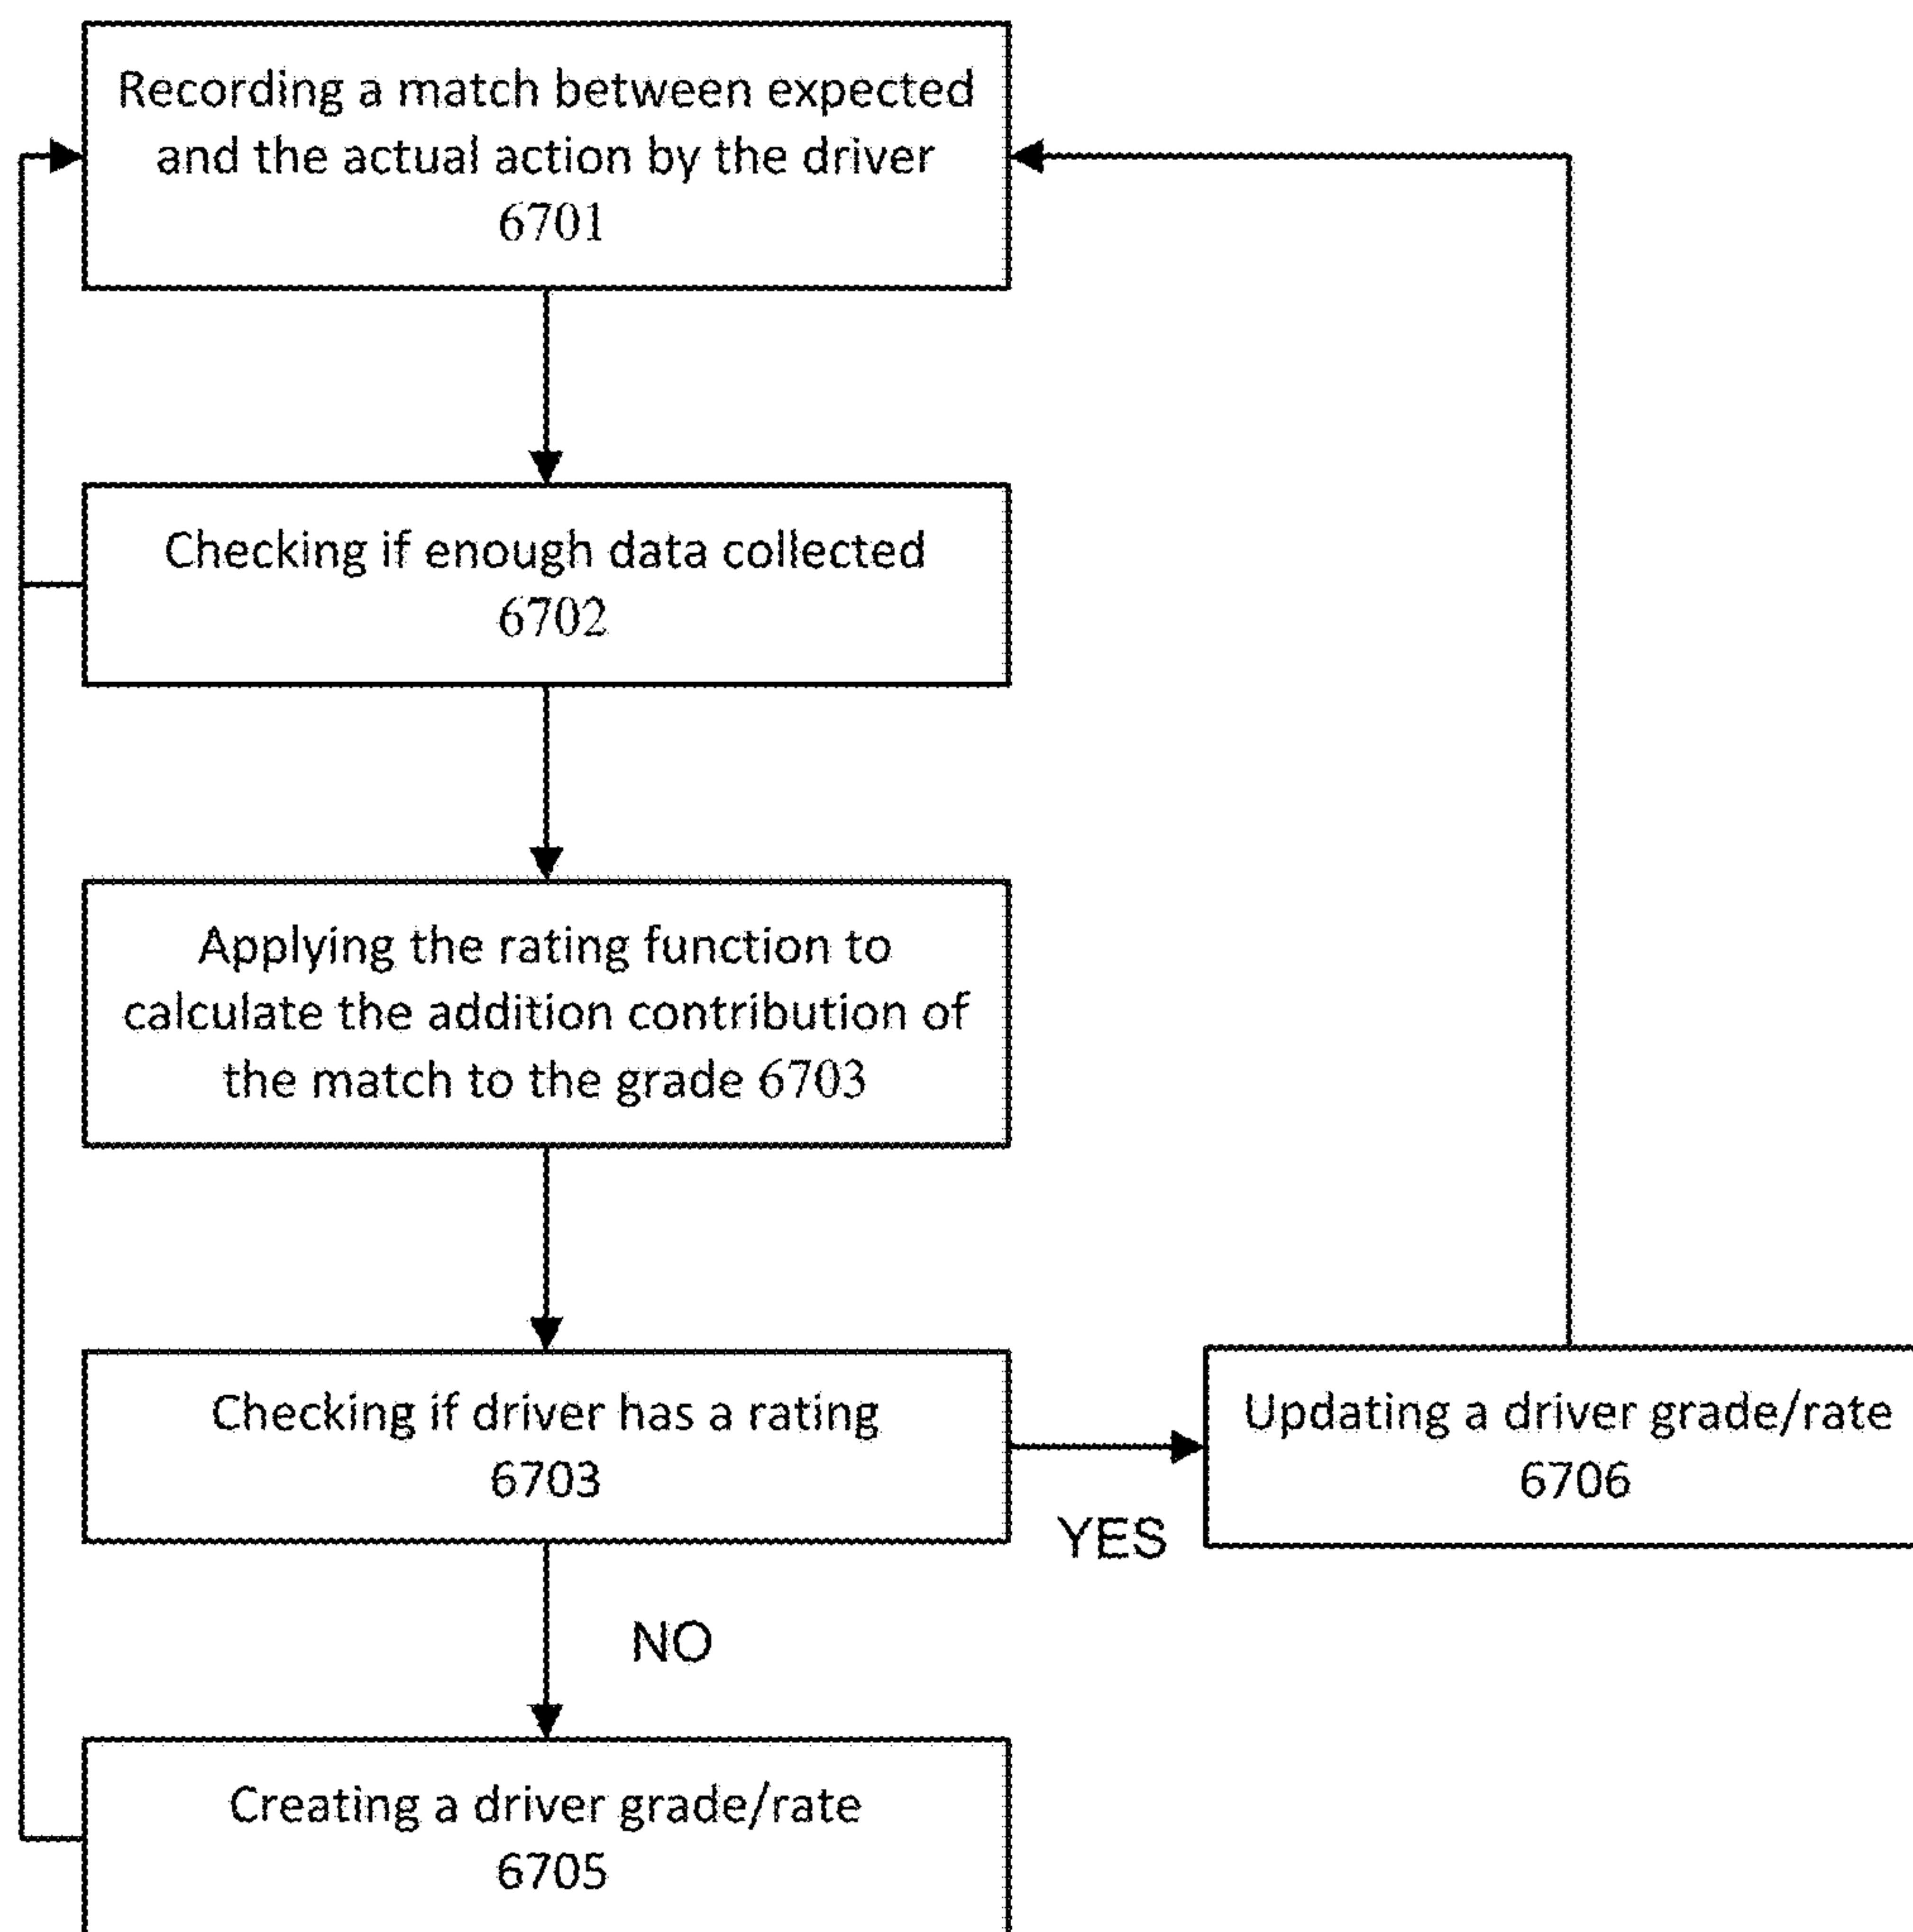 Recording a match between expected
and the actual action by the driver
6701
Checking if enough data collected
6702
Applying the rating function to
calculate the addition contribution of
the match to the grade 6703
Checking if driver has a rating
6703
YES
Updating a driver grade/rate
6706
NO
Creating a driver grade/rate
6705